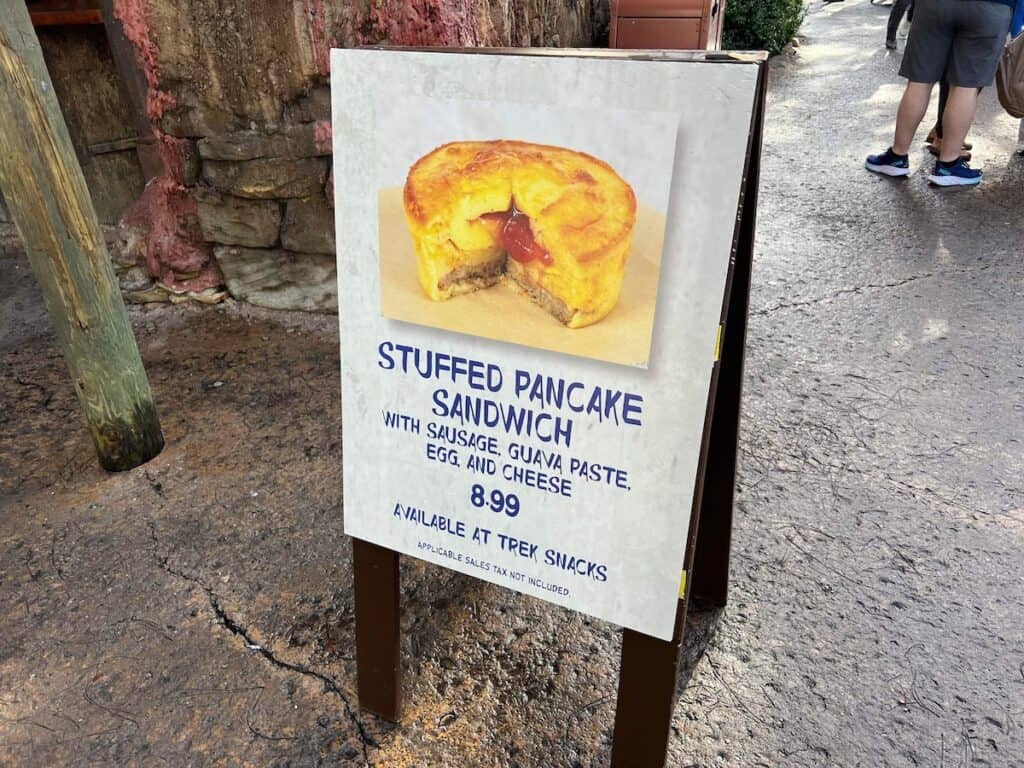 STUFFED PANCAKE
SANDWICH
WITH SAUSAGE, GUAVA PASTE,
EGG, AND CHEESE
8.99
AVAILABLE AT TREK SNACKS
APPLICABLE SALES TAX NOT INCLUDED